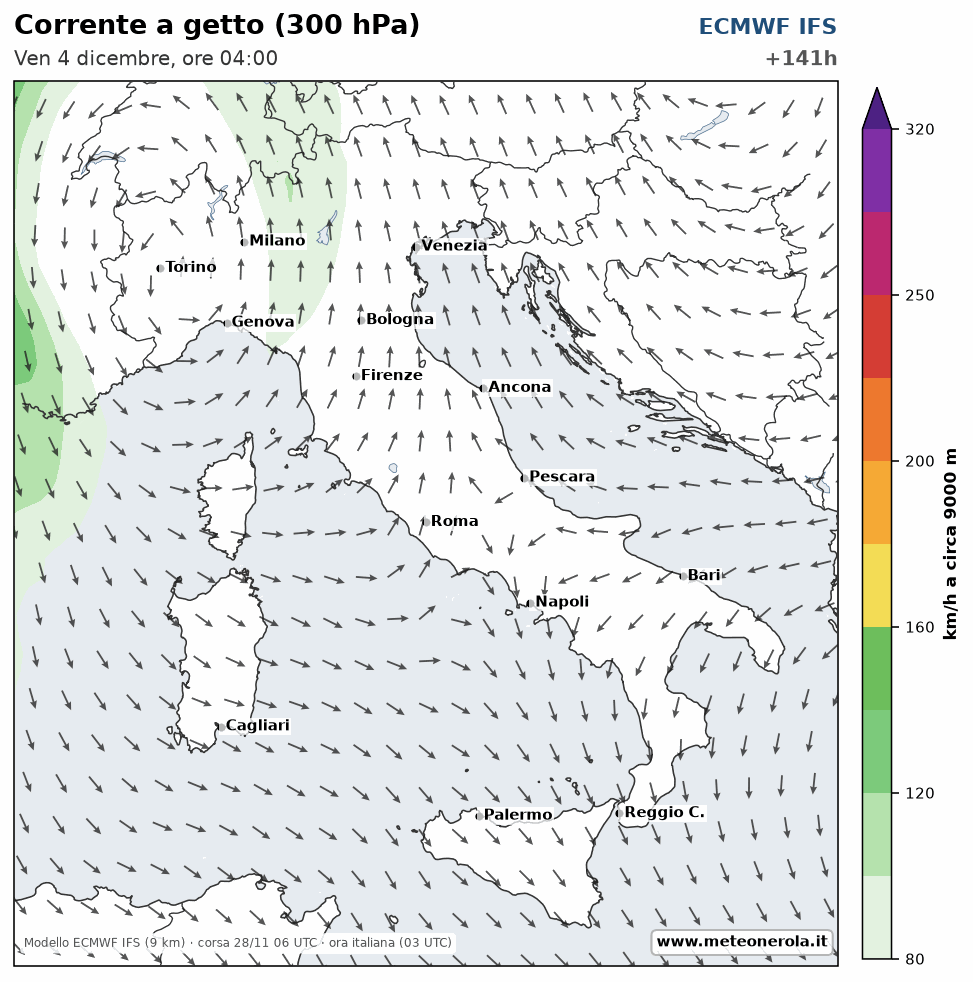 Corrente a getto (300 hPa)
ECMWF IFS
Ven 4 dicembre, ore 04:00
+141h
320
250
200
160
120
80
km/h a circa 9000 m
Milano
Venezia
Torino
Genova
Bologna
Firenze
Ancona
Pescara
Roma
Bari
Napoli
Cagliari
Palermo
Reggio C.
Modello ECMWF IFS (9 km) · corsa 28/11 06 UTC · ora italiana (03 UTC)
www.meteonerola.it